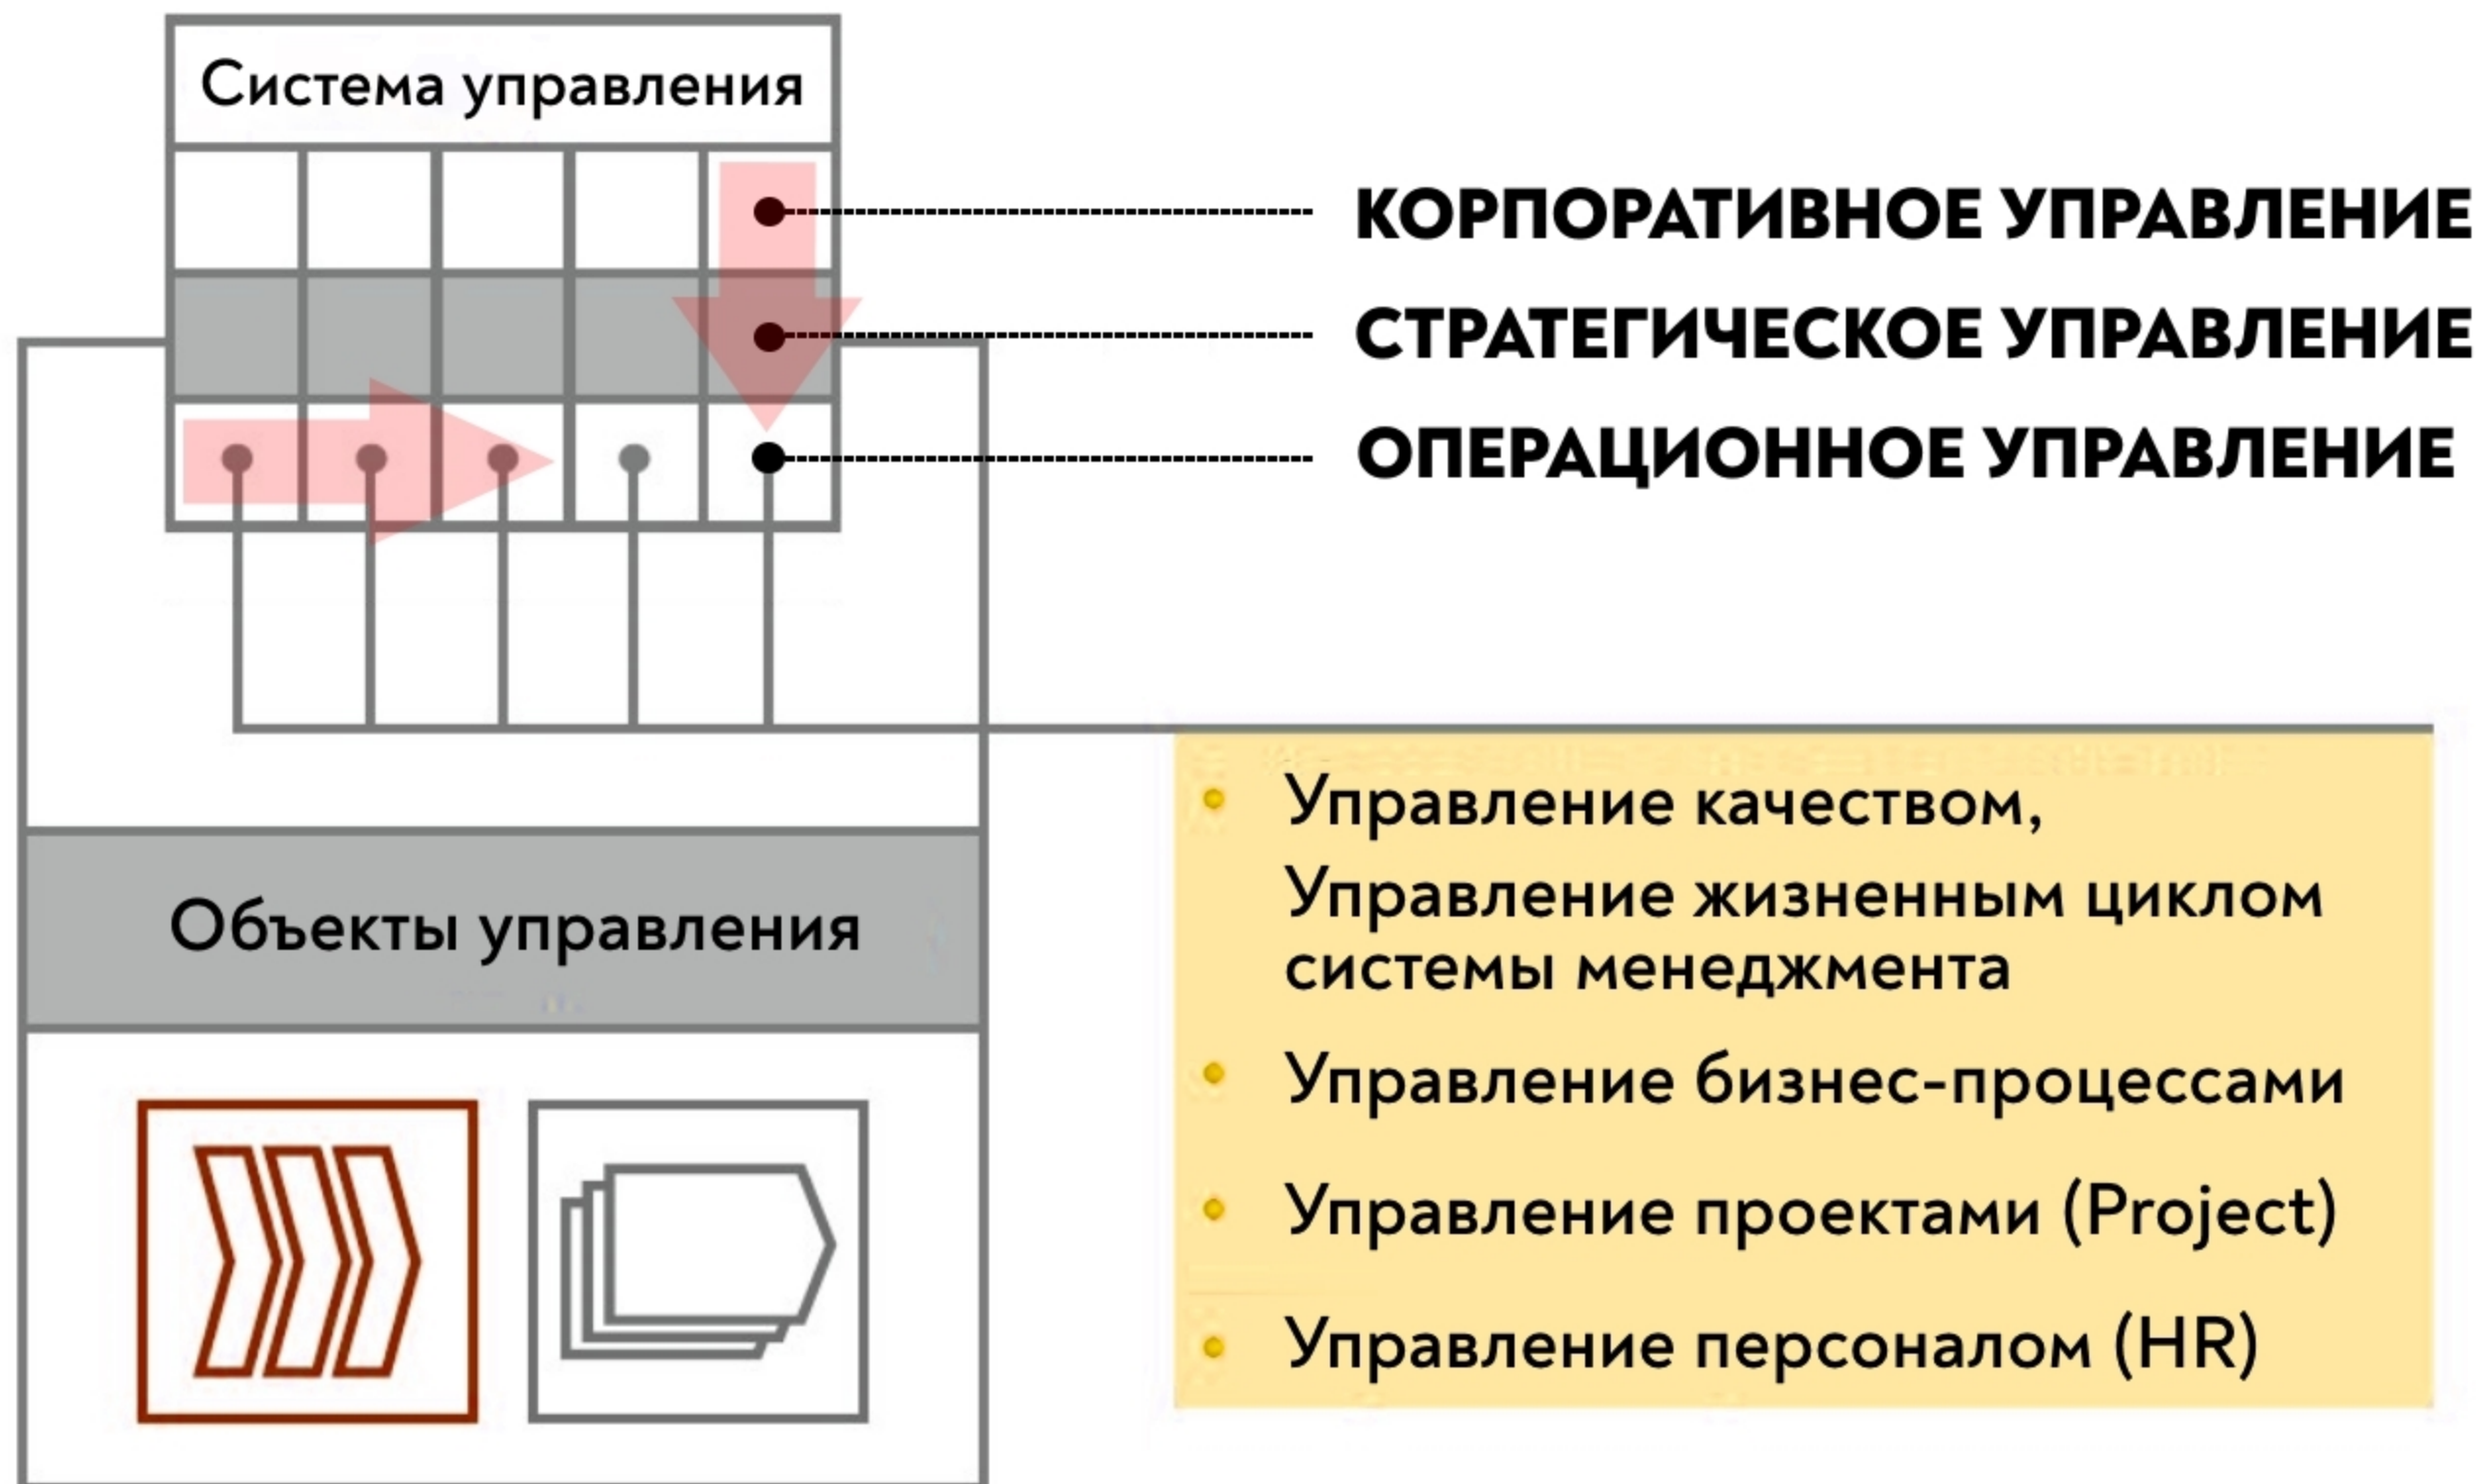 Система управления
КОРПОРАТИВНОЕ УПРАВЛЕНИЕ
СТРАТЕГИЧЕСКОЕ УПРАВЛЕНИЕ
ОПЕРАЦИОННОЕ УПРАВЛЕНИЕ
Объекты управления
• Управление качеством,
Управление жизненным циклом
системы менеджмента
• Управление бизнес-процессами
• Управление проектами (Project)
• Управление персоналом (HR)